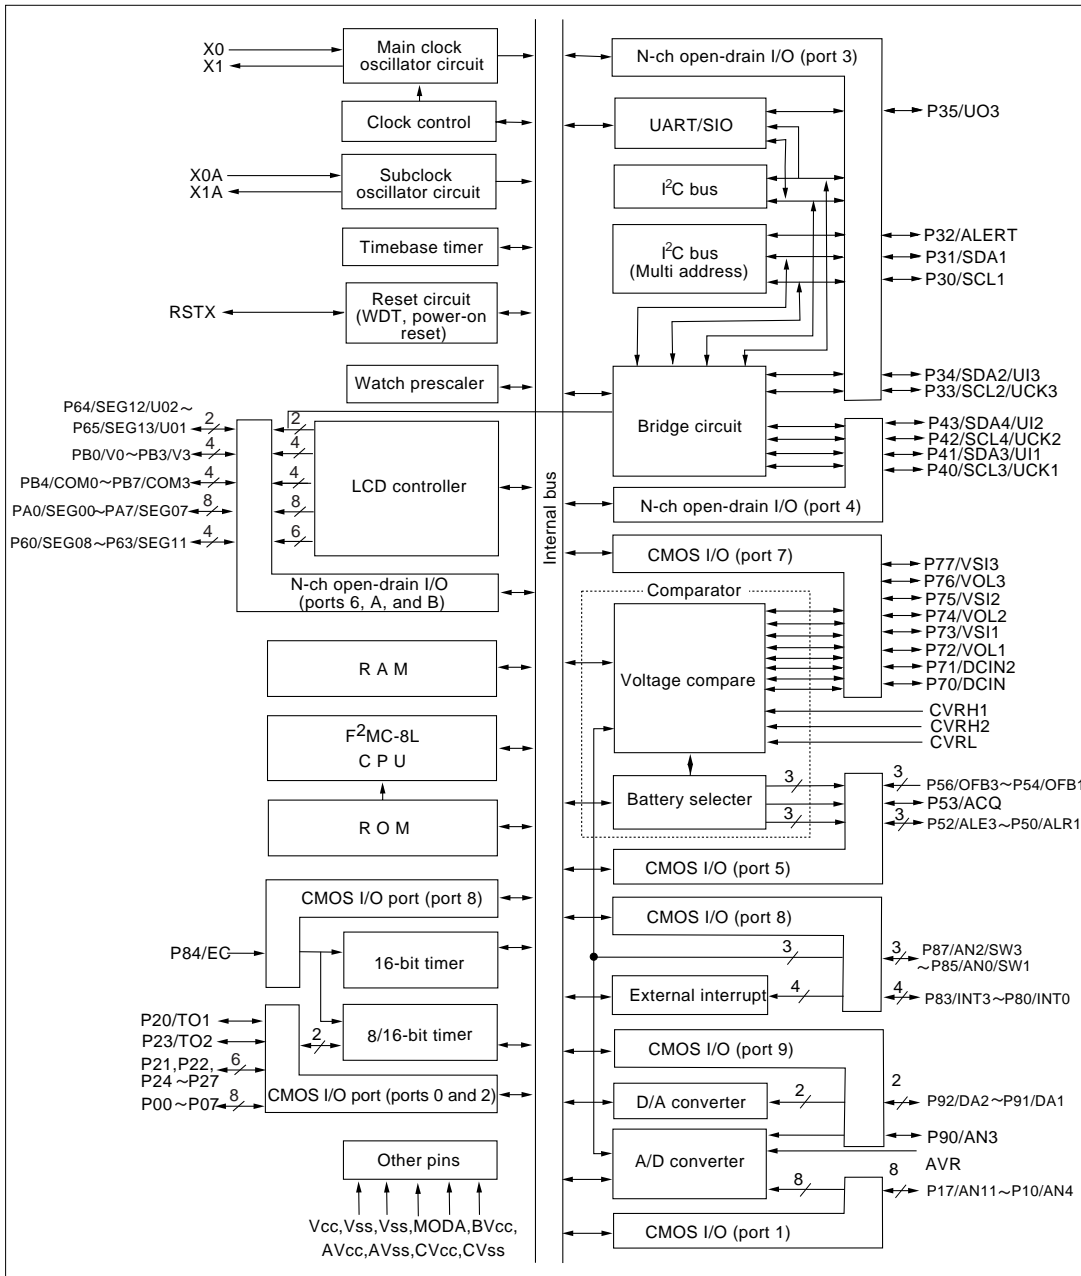 X0
X1
Main clock
oscillator circuit
Clock control
X0A
X1A
Subclock
oscillator circuit
Timebase timer
RSTX
Reset circuit
(WDT, power-on
reset)
Watch prescaler
P64/SEG12/U02～
P65/SEG13/U01
2
2
PB0/V0～PB3/V3
4
4
PB4/COM0～PB7/COM3
4
4
PA0/SEG00～PA7/SEG07
8
8
P60/SEG08～P63/SEG11
4
6
LCD controller
N-ch open-drain I/O
(ports 6, A, and B)
R A M
F2MC-8L
C P U
R O M
CMOS I/O port (port 8)
P84/EC
16-bit timer
P20/TO1
P23/TO2
P21,P22,
P24～P27
6
P00～P07
8
2
8/16-bit timer
CMOS I/O port (ports 0 and 2)
Other pins
Vcc,Vss,Vss,MODA,BVcc,
AVcc,AVss,CVcc,CVss
Internal bus
N-ch open-drain I/O (port 3)
P35/UO3
UART/SIO
I2C bus
I2C bus
(Multi address)
P32/ALERT
P31/SDA1
P30/SCL1
Bridge circuit
P34/SDA2/UI3
P33/SCL2/UCK3
P43/SDA4/UI2
P42/SCL4/UCK2
P41/SDA3/UI1
P40/SCL3/UCK1
N-ch open-drain I/O (port 4)
CMOS I/O (port 7)
Comparator
Voltage compare
P77/VSI3
P76/VOL3
P75/VSI2
P74/VOL2
P73/VSI1
P72/VOL1
P71/DCIN2
P70/DCIN
CVRH1
CVRH2
CVRL
Battery selecter
3
3
3
P56/OFB3～P54/OFB1
P53/ACQ
3
P52/ALE3～P50/ALR1
CMOS I/O (port 5)
CMOS I/O (port 8)
3
3
P87/AN2/SW3
～P85/AN0/SW1
External interrupt
4
4
P83/INT3～P80/INT0
CMOS I/O (port 9)
D/A converter
2
2
P92/DA2～P91/DA1
P90/AN3
A/D converter
AVR
8
8
P17/AN11～P10/AN4
CMOS I/O (port 1)